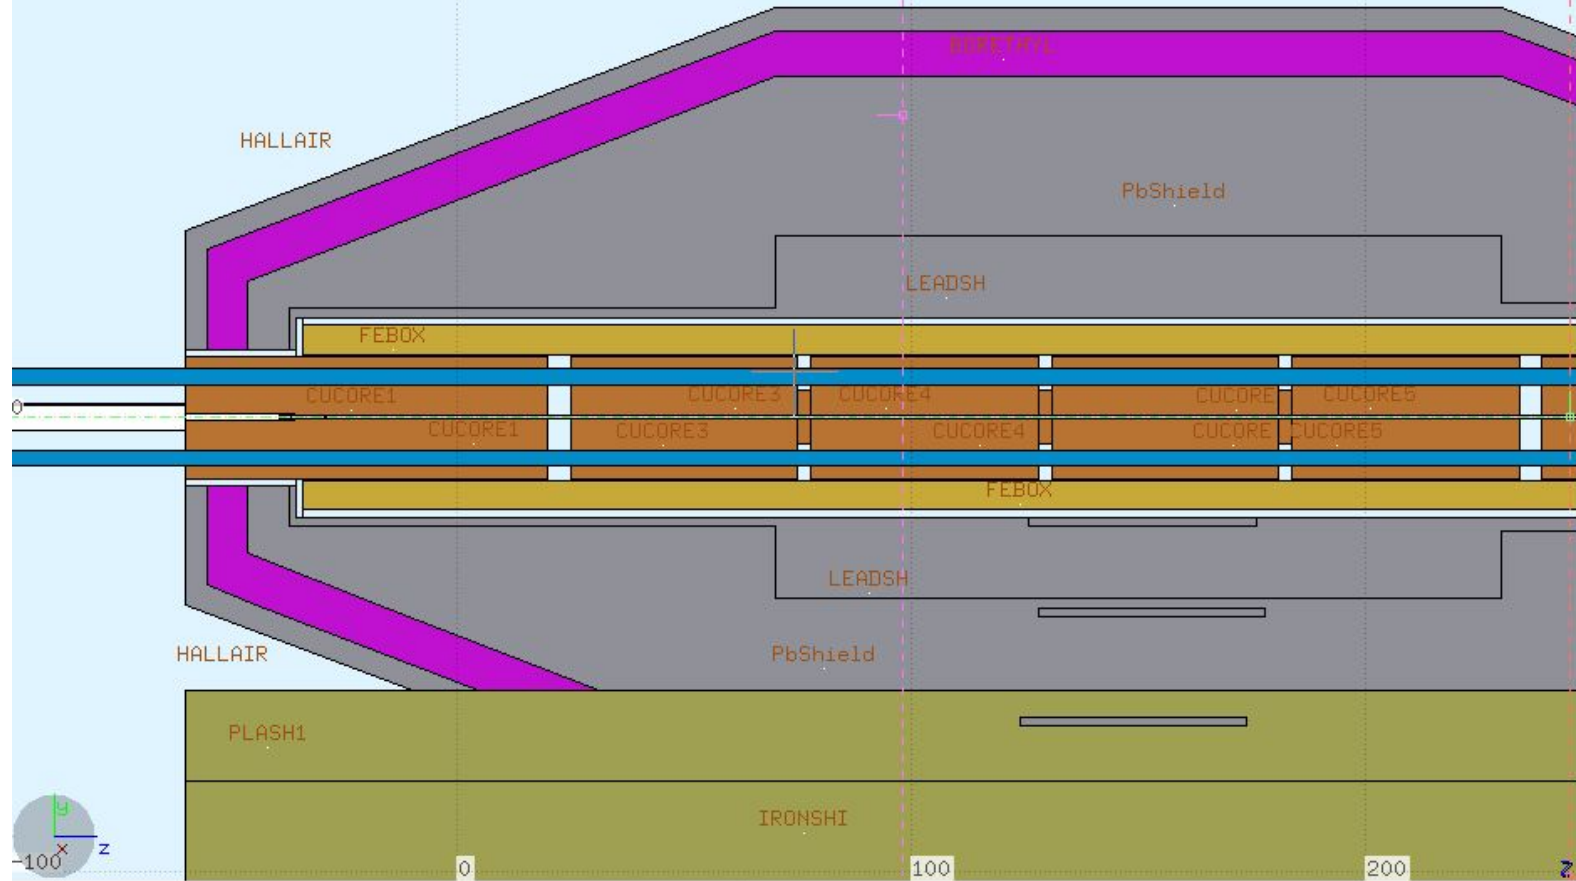 BORETHYL
HALLAIR
PbShield
LEADSH
FEBOX
CUCORE1 CUCORE3 CUCORE4 CUCORE CUCORE5
0
CUCORE1 CUCORE3 CUCORE4 CUCORE CUCORE5
FEBOX
LEADSH
HALLAIR PbShield
PLASH1
y
IRONSHI
x z
-100 0 100 200 z